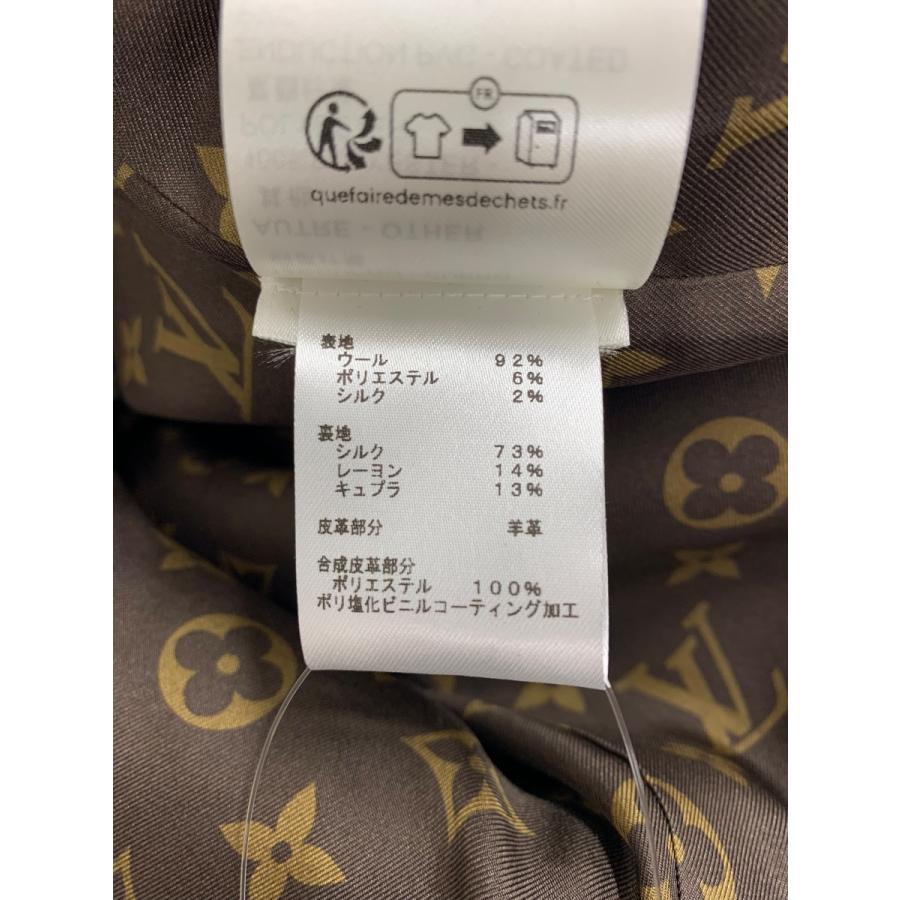 FR
quefairedemesdechets.fr
表地
ウール 92%
ポリエステル 6%
シルク 2%
裏地
シルク 73%
レーヨン 14%
キュプラ 13%
皮革部分 羊革
合成皮革部分
ポリエステル 100%
ポリ塩化ビニルコーティング加工